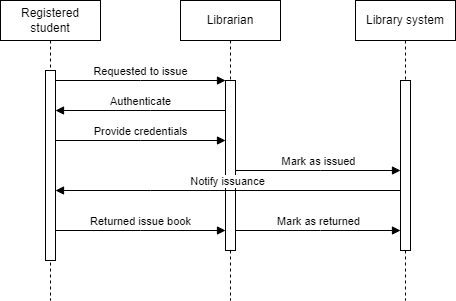 Registered
student
Librarian
Library system
Requested to issue
Authenticate
Provide credentials
Mark as issued
Notify issuance
Returned issue book
Mark as returned